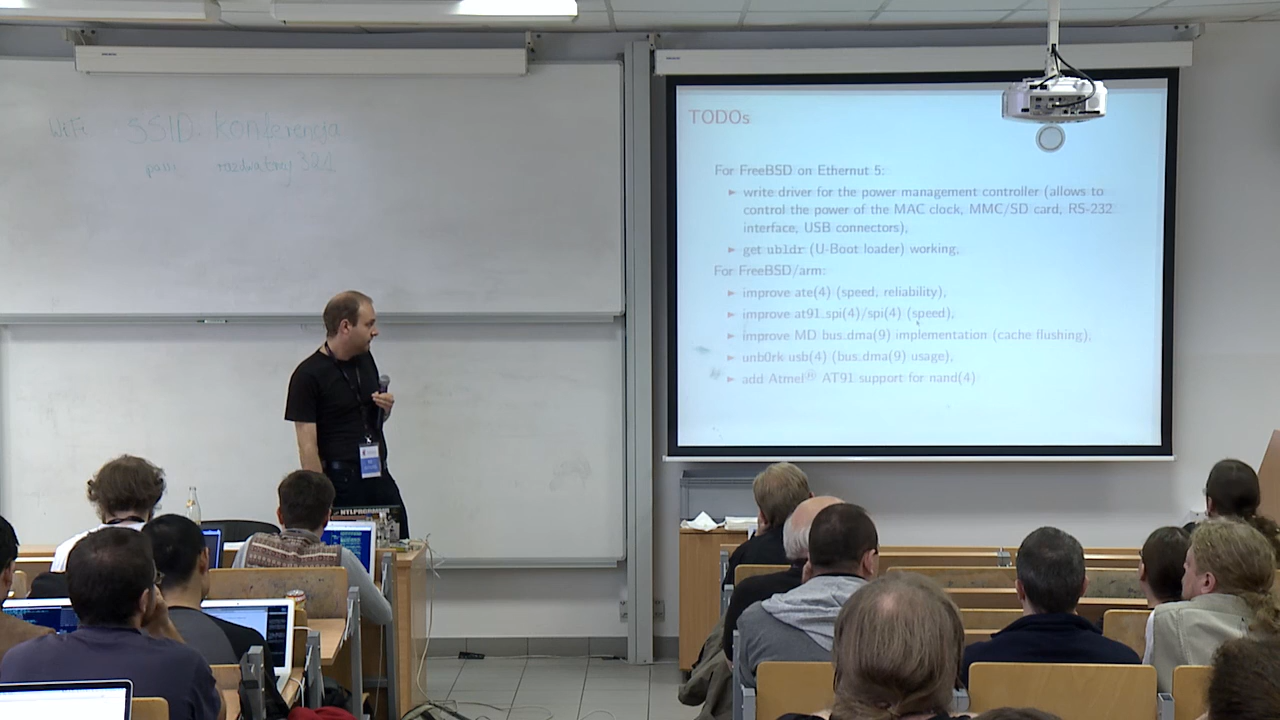 WiFi SSID: konferencja
pass:
TODOs
For FreeBSD on Ethernut 5:
► write driver for the power management controller (allows to
control the power of the MAC clock, MMC/SD card, RS-232
interface, USB connectors),
► get ubldr (U-Boot loader) working,
For FreeBSD/arm:
► improve ate(4) (speed, reliability),
► improve at91_spi(4)/spi(4) (speed),
► improve MD bus_dma(9) implementation (cache flushing),
► unb0rk usb(4) (bus_dma(9) usage),
► add Atmel® AT91 support for nand(4)